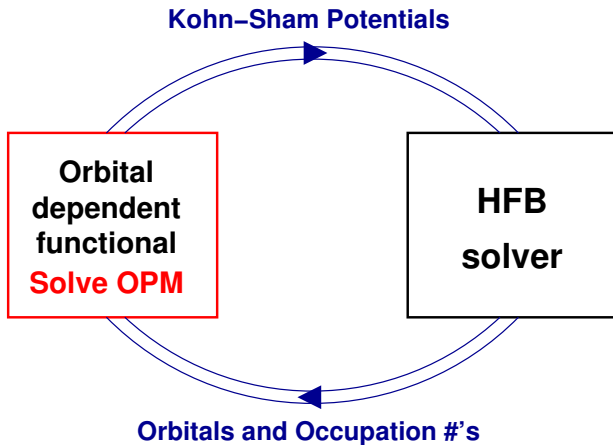 Kohn–Sham Potentials
Orbital
dependent
functional
Solve OPM
HFB
solver
Orbitals and Occupation #'s